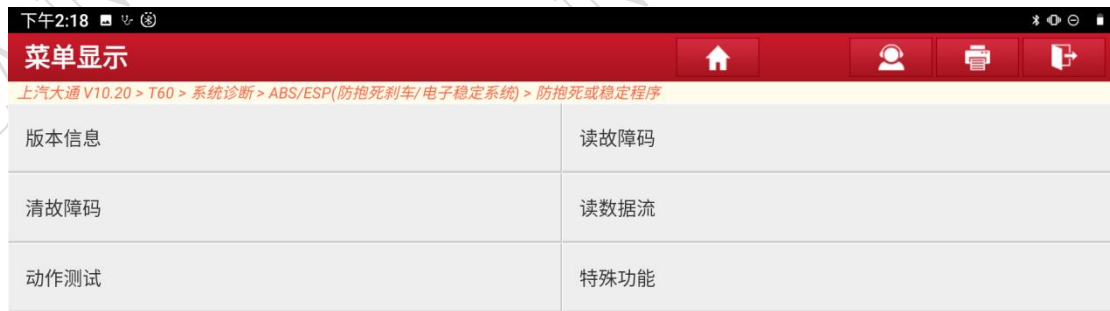 下午2:18
菜单显示
上汽大通 V10.20 > T60 > 系统诊断 > ABS/ESP(防抱死刹车/电子稳定系统) > 防抱死或稳定程序
版本信息 读故障码
清故障码 读数据流
动作测试 特殊功能